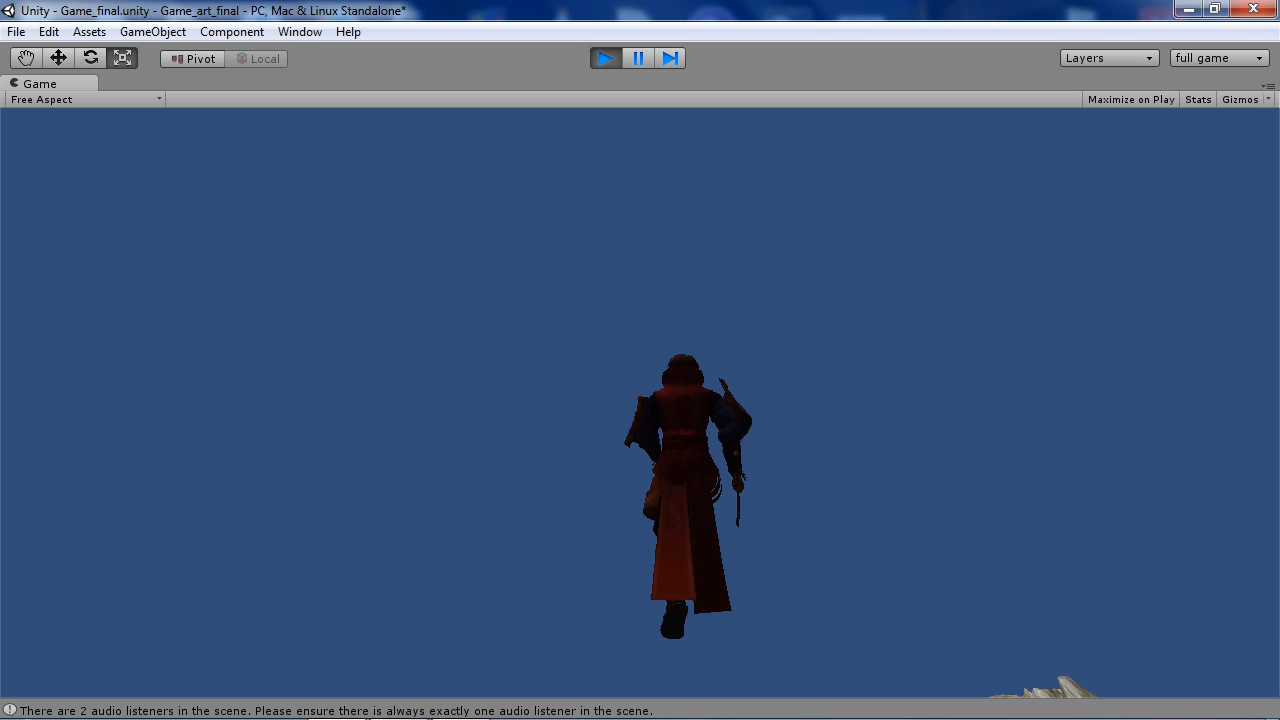 Unity - Game_final.unity - Game_art_final - PC, Mac & Linux Standalone*
File Edit Assets GameObject Component Window Help
Pivot Local Layers full game
Game
Free Aspect Maximize on Play Stats Gizmos
There are 2 audio listeners in the scene. Please ensure there is always exactly one audio listener in the scene.